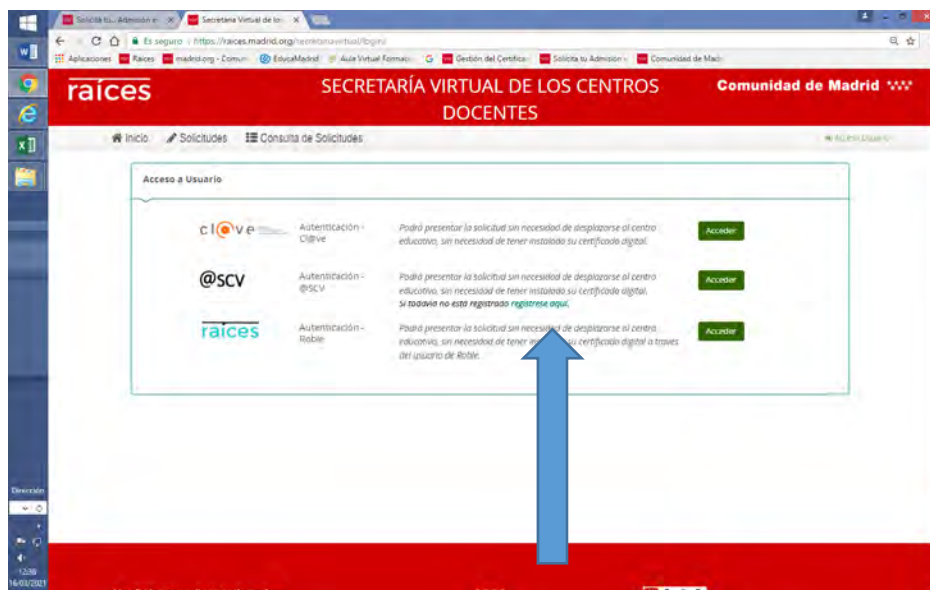 Solicita tu... Admisión e
Secretaría Virtual de lo
Es seguro https://raices.madrid.org/secretariavirtual/login/
Aplicaciones Raíces madrid.org - Comun EducaMadrid Aula Virtual Formaci G Gestión del Certifica Solicita tu Admisión Comunidad de Mad
raíces
SECRETARÍA VIRTUAL DE LOS CENTROS
DOCENTES
Comunidad de Madrid
Inicio Solicitudes Consulta de Solicitudes
Acceso a Usuario
cl@ve
Autenticación -
Cl@ve
Podrá presentar la solicitud sin necesidad de desplazarse al centro
educativo, sin necesidad de tener instalado su certificado digital.
Acceder
@SCV
Autenticación -
@SCV
Podrá presentar la solicitud sin necesidad de desplazarse al centro
educativo, sin necesidad de tener instalado su certificado digital.
Si todavía no está registrado regístrese aquí.
Acceder
raíces
Autenticación -
Roble
Podrá presentar la solicitud sin necesidad de desplazarse al centro
educativo, sin necesidad de tener su certificado digital a traves
del usuario de Roble.
Acceder
Dirección
12:30
16/03/2021